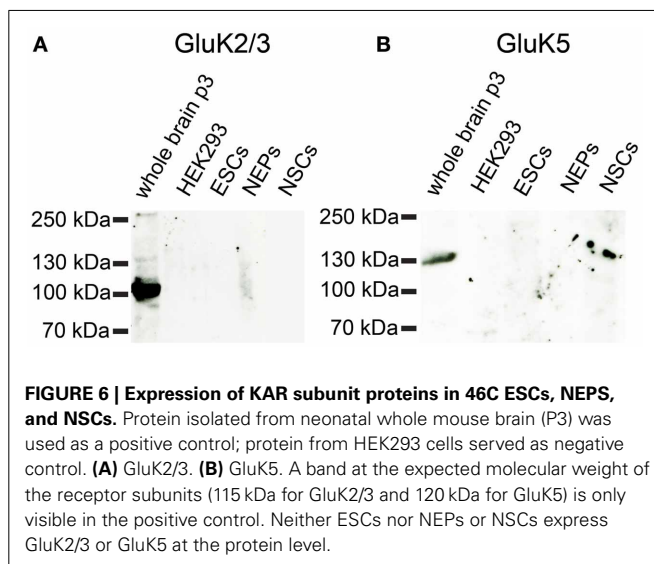 A GluK2/3
whole brain p3
HEK293
ESCs
NEPs
NSCs
250 kDa
130 kDa
100 kDa
70 kDa
B GluK5
whole brain p3
HEK293
ESCs
NEPs
NSCs
250 kDa
130 kDa
100 kDa
70 kDa
FIGURE 6 | Expression of KAR subunit proteins in 46C ESCs, NEPS,
and NSCs. Protein isolated from neonatal whole mouse brain (P3) was
used as a positive control; protein from HEK293 cells served as negative
control. (A) GluK2/3. (B) GluK5. A band at the expected molecular weight of
the receptor subunits (115 kDa for GluK2/3 and 120 kDa for GluK5) is only
visible in the positive control. Neither ESCs nor NEPs or NSCs express
GluK2/3 or GluK5 at the protein level.